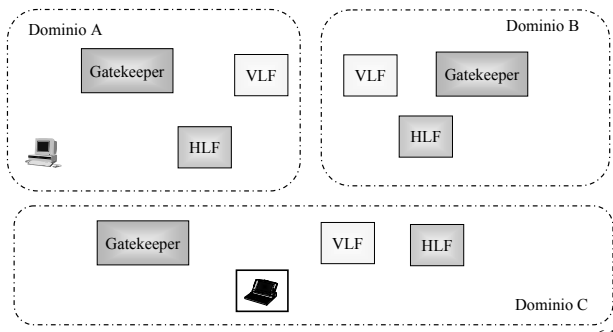 Dominio A
Gatekeeper
VLF
HLF
Dominio B
VLF
Gatekeeper
HLF
Gatekeeper
VLF
HLF
Dominio C